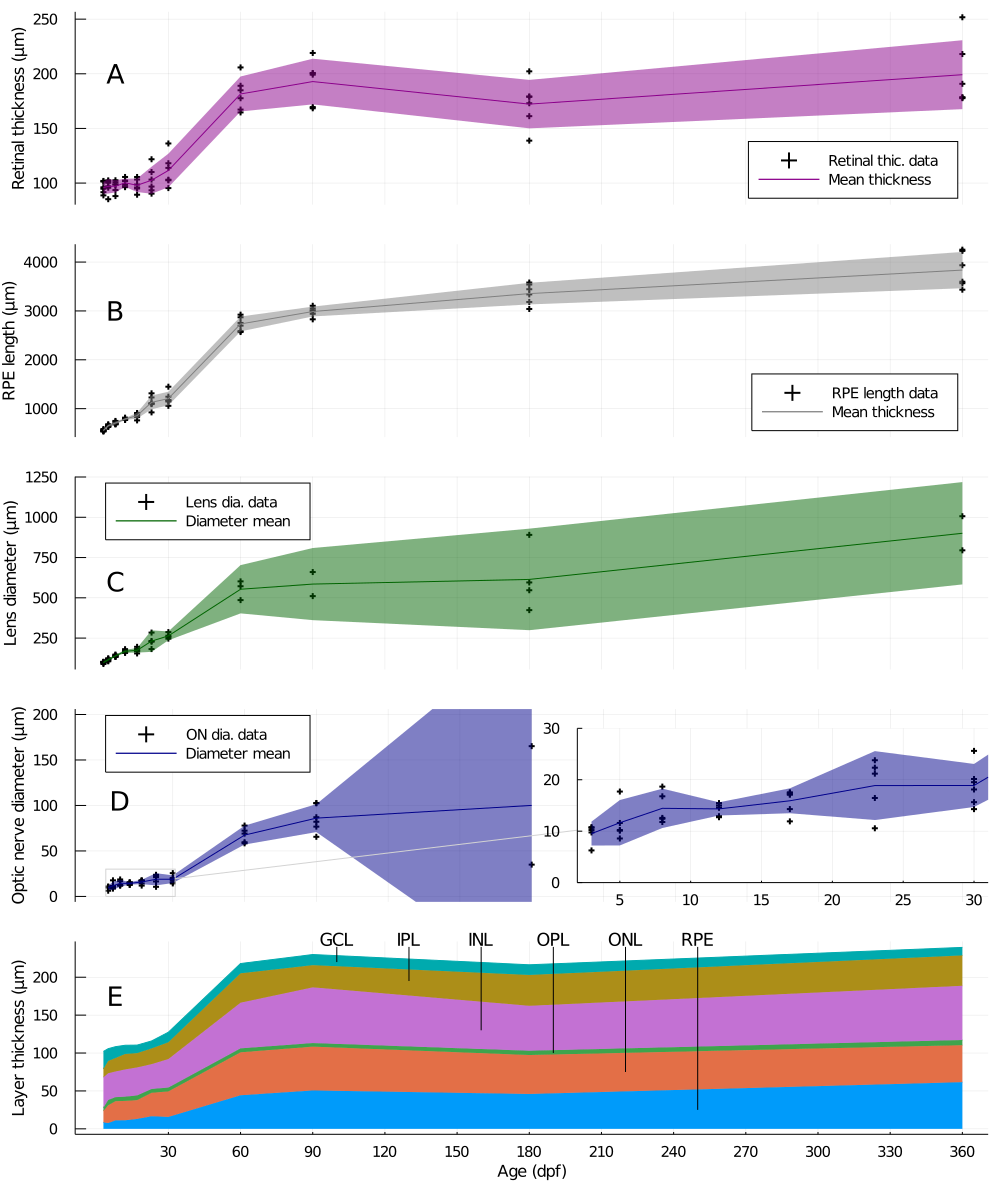 250
200
150
100
Retinal thickness (µm)
A
Retinal thic. data
Mean thickness
4000
3000
2000
1000
RPE length (µm)
B
RPE length data
Mean thickness
1250
1000
750
500
250
Lens diameter (µm)
C
Lens dia. data
Diameter mean
200
150
100
50
0
Optic nerve diameter (µm)
D
ON dia. data
Diameter mean
30
20
10
0
5 10 15 20 25 30
GCL IPL INL OPL ONL RPE
200
150
100
50
0
Layer thickness (µm)
E
30 60 90 120 150 180 210 240 270 300 330 360
Age (dpf)